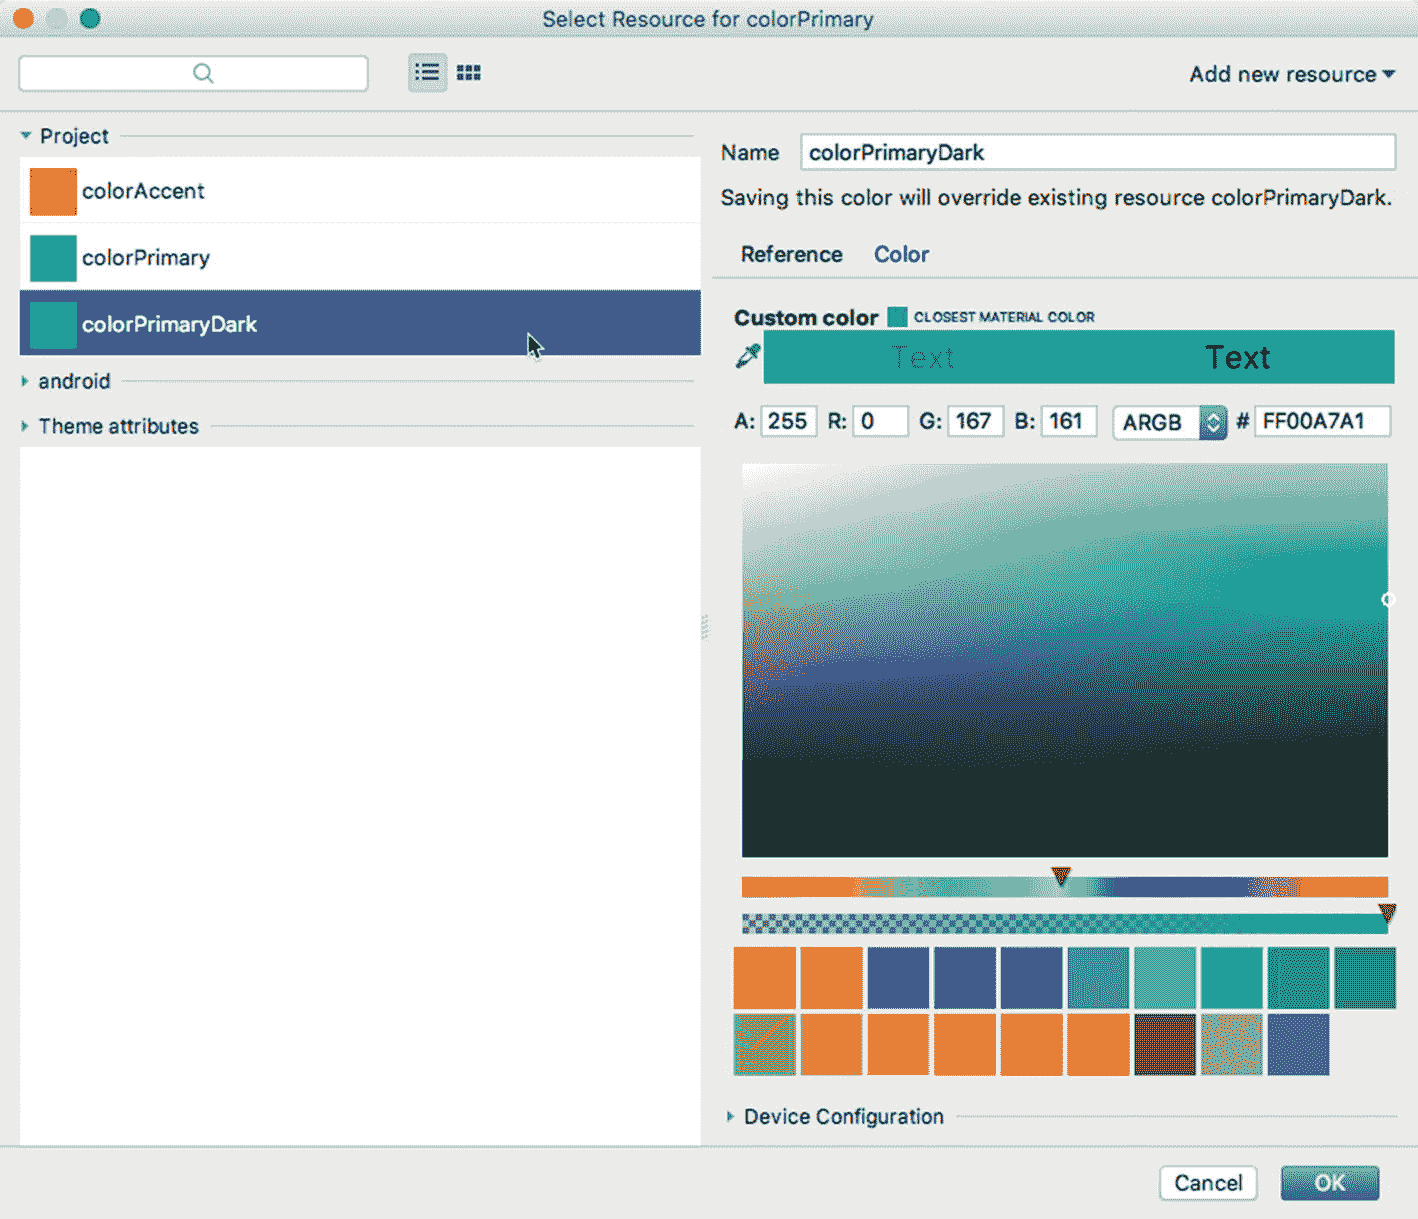 Select Resource for colorPrimary
Add new resource
Project
colorAccent
colorPrimary
colorPrimaryDark
android
Theme attributes
Name colorPrimaryDark
Saving this color will override existing resource colorPrimaryDark.
Reference Color
Custom color CLOSEST MATERIAL COLOR
Text Text
A: 255 R: 0 G: 167 B: 161 ARGB # FF00A7A1
Device Configuration
Cancel OK